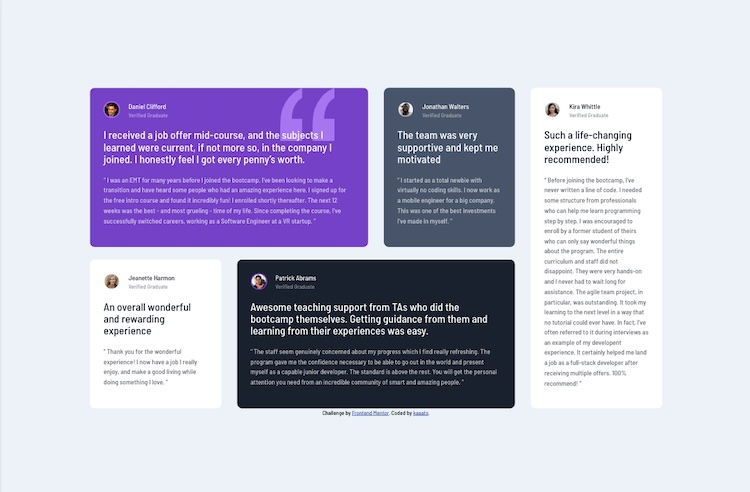 Daniel Clifford
Verified Graduate
I received a job offer mid-course, and the subjects I
learned were current, if not more so, in the company I
joined. I honestly feel I got every penny's worth.
" I was an EMT for many years before I joined the bootcamp. I've been looking to make a
transition and have heard some people who had an amazing experience here. I signed up for
the free intro course and found it incredibly fun! I enrolled shortly thereafter. The next 12
weeks was the best - and most grueling - time of my life. Since completing the course, I've
successfully switched careers, working as a Software Engineer at a VR startup. "
Jonathan Walters
Verified Graduate
The team was very
supportive and kept me
motivated
" I started as a total newbie with
virtually no coding skills. I now work as
a mobile engineer for a big company.
This was one of the best investments
I've made in myself. "
Kira Whittle
Verified Graduate
Such a life-changing
experience. Highly
recommended!
" Before joining the bootcamp, I've
never written a line of code. I needed
some structure from professionals
who can help me learn programming
step by step. I was encouraged to
enroll by a former student of theirs
who can only say wonderful things
about the program. The entire
curriculum and staff did not
disappoint. They were very hands-on
and I never had to wait long for
assistance. The agile team project, in
particular, was outstanding. It took my
learning to the next level in a way that
no tutorial could ever have. In fact, I've
often referred to it during interviews as
an example of my developent
experience. It certainly helped me land
a job as a full-stack developer after
receiving multiple offers. 100%
recommend! "
Jeanette Harmon
Verified Graduate
An overall wonderful
and rewarding
experience
" Thank you for the wonderful
experience! I now have a job I really
enjoy, and make a good living while
doing something I love. "
Patrick Abrams
Verified Graduate
Awesome teaching support from TAs who did the
bootcamp themselves. Getting guidance from them and
learning from their experiences was easy.
" The staff seem genuinely concerned about my progress which I find really refreshing. The
program gave me the confidence necessary to be able to go out in the world and present
myself as a capable junior developer. The standard is above the rest. You will get the personal
attention you need from an incredible community of smart and amazing people. "
Challenge by Frontend Mentor. Coded by